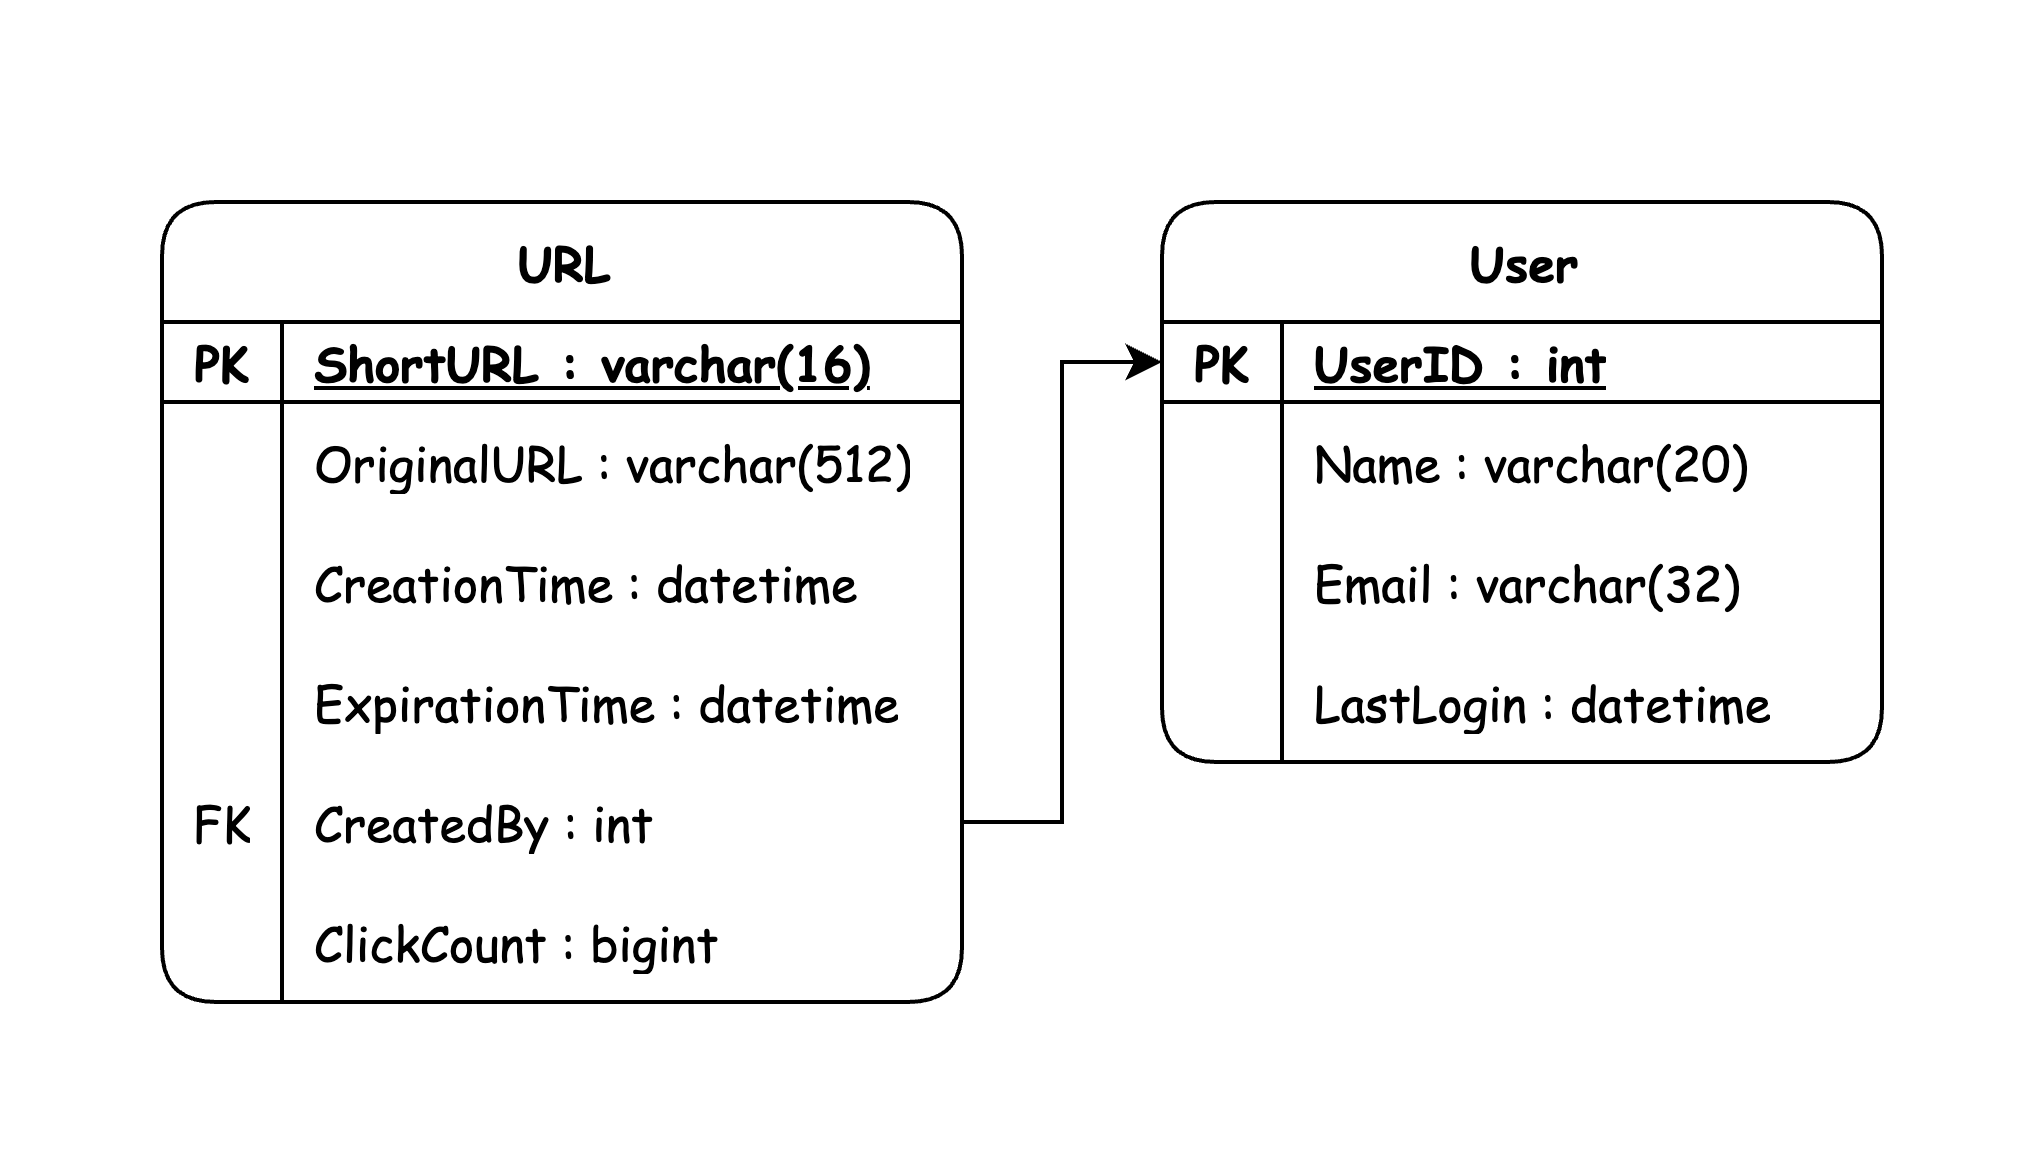 URL
PK ShortURL : varchar(16)
OriginalURL : varchar(512)
CreationTime : datetime
ExpirationTime : datetime
FK CreatedBy : int
ClickCount : bigint
User
PK UserID : int
Name : varchar(20)
Email : varchar(32)
LastLogin : datetime